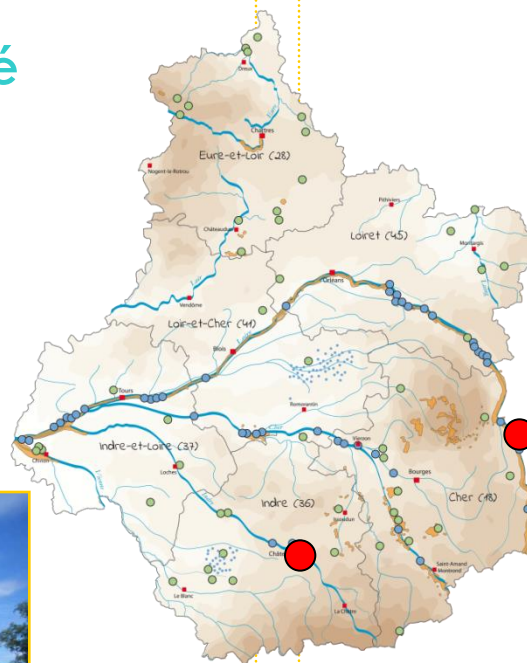 é
Dreux
Chartres
Eure-et-Loir (28)
Nogent-le-Rotrou
Pithiviers
Châteaudun
Loiret (45)
Montargis
Orléans
Vendôme
Loir-et-Cher (41)
Blois
Tours
Romorantin
Cher
Vierzon
Indre-et-Loire (37)
Chinon
Loches
Bourges
Indre (36)
Cher (18)
Issoudun
Saint-Amand
Montrond
Le Blanc
La Châtre